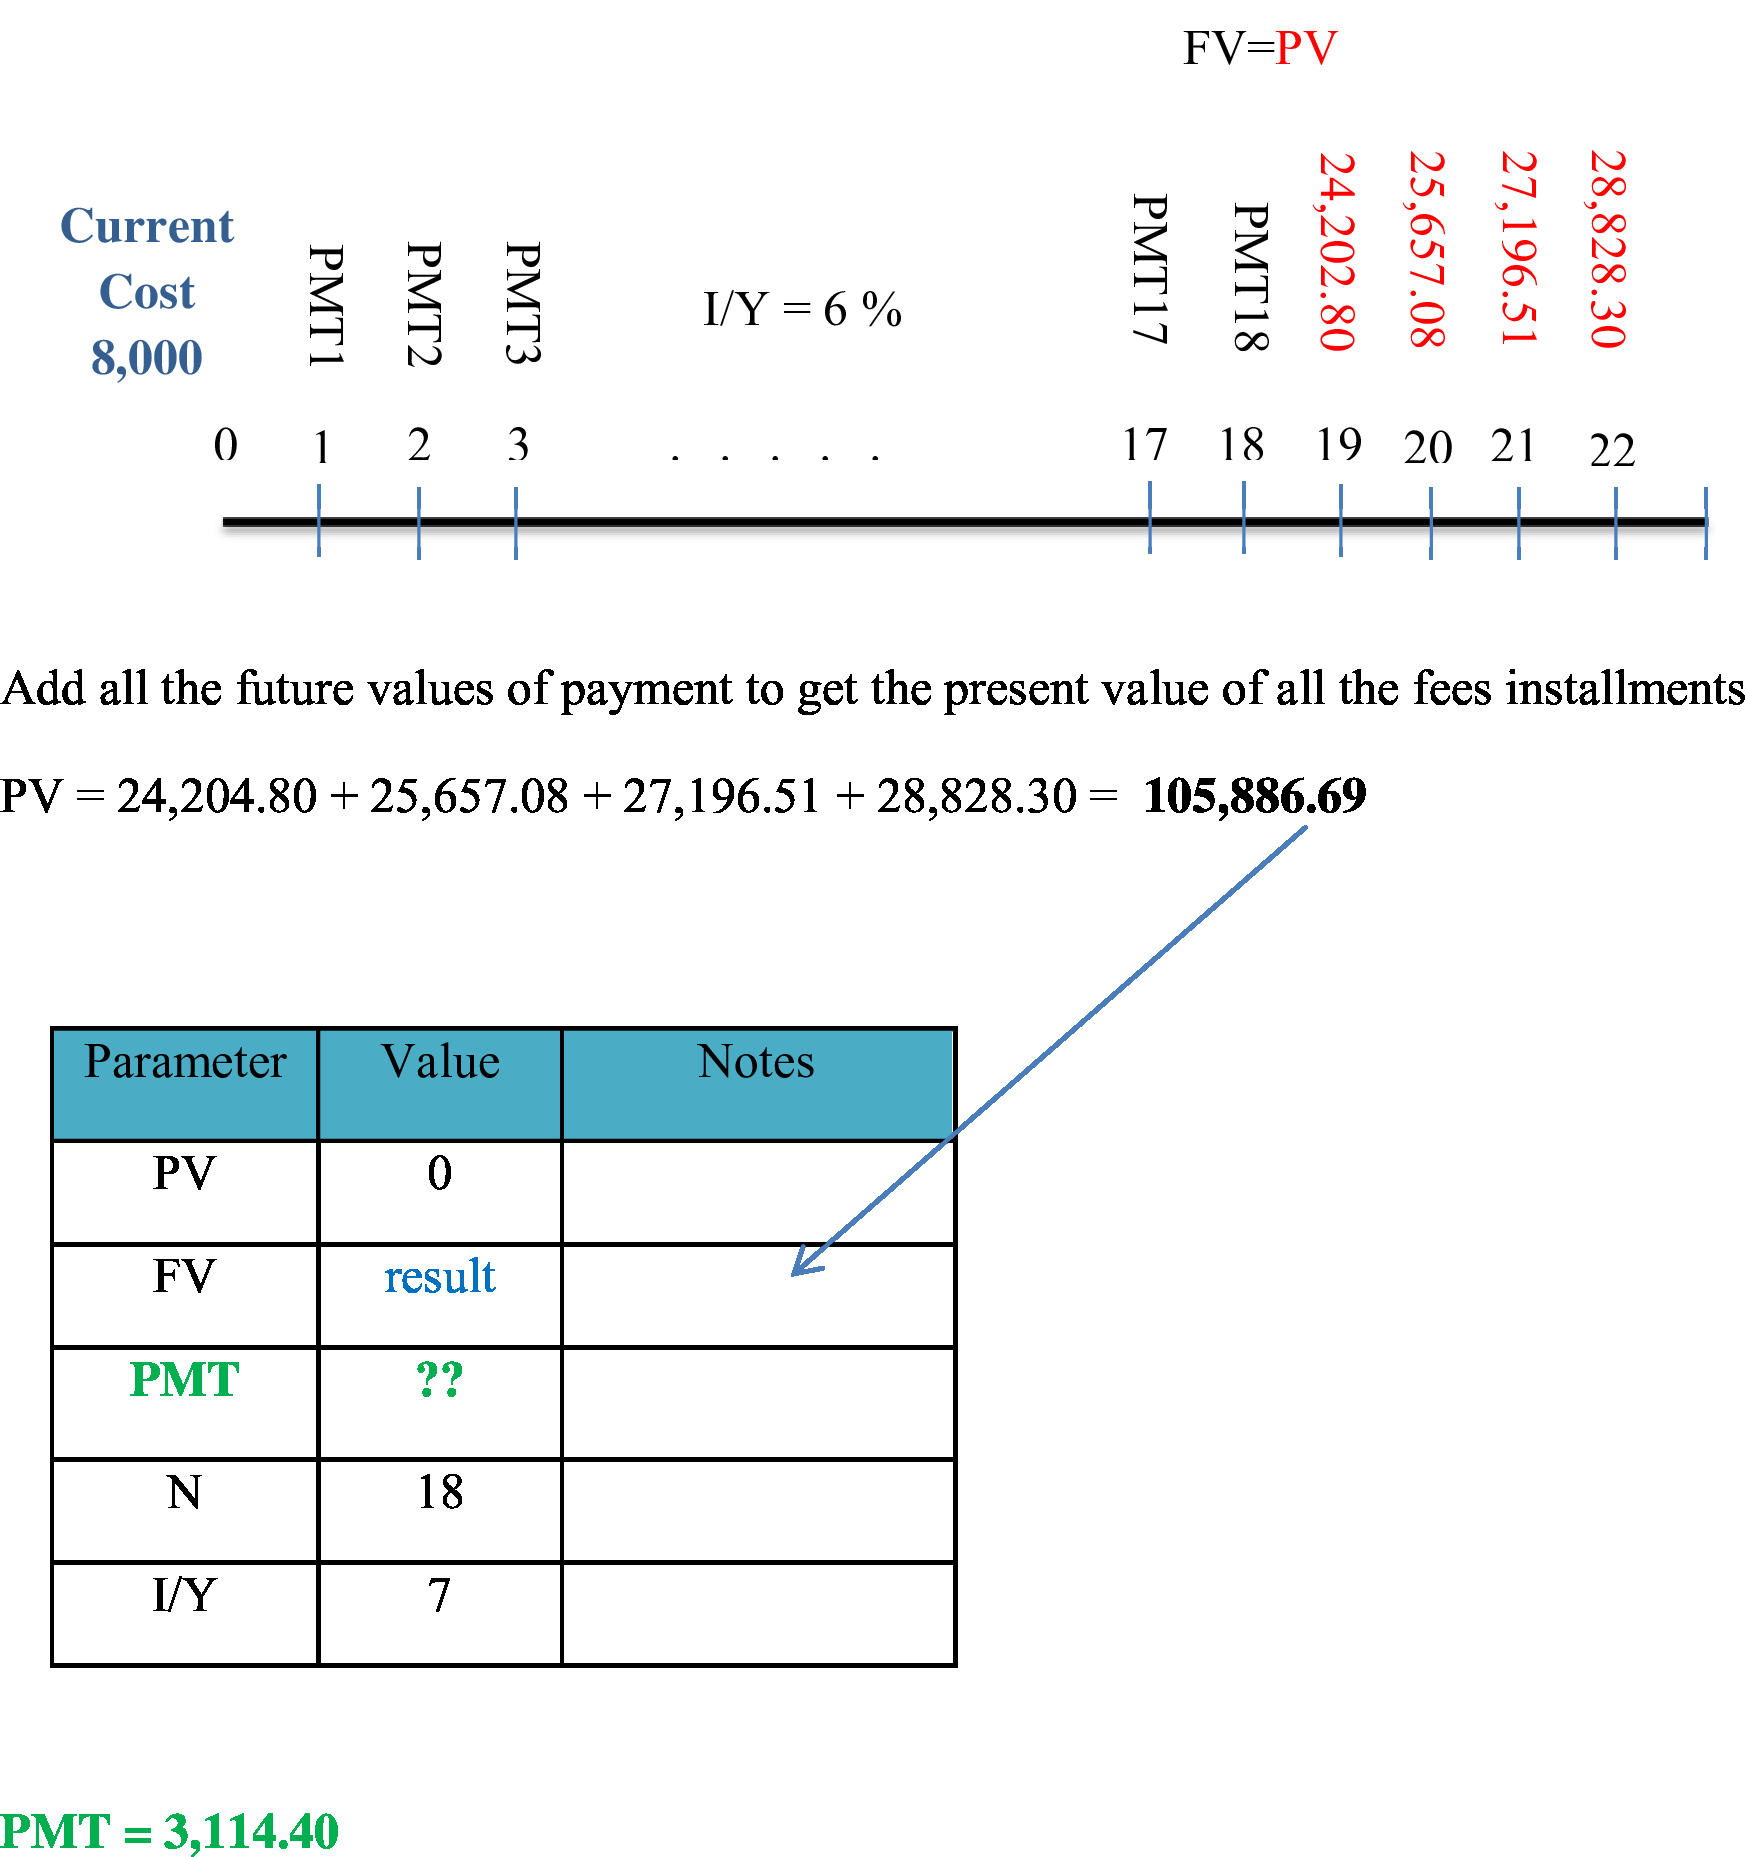 FV=PV
Current
Cost
8,000
PMT1
PMT2
PMT3
I/Y = 6 %
PMT17
PMT18
24,202.80
25,657.08
27,196.51
28,828.30
0 1 2 3 . . . . . 17 18 19 20 21 22
Add all the future values of payment to get the present value of all the fees installments
PV = 24,204.80 + 25,657.08 + 27,196.51 + 28,828.30 = 105,886.69
Parameter Value Notes
PV 0
FV result
PMT ??
N 18
I/Y 7
PMT = 3,114.40